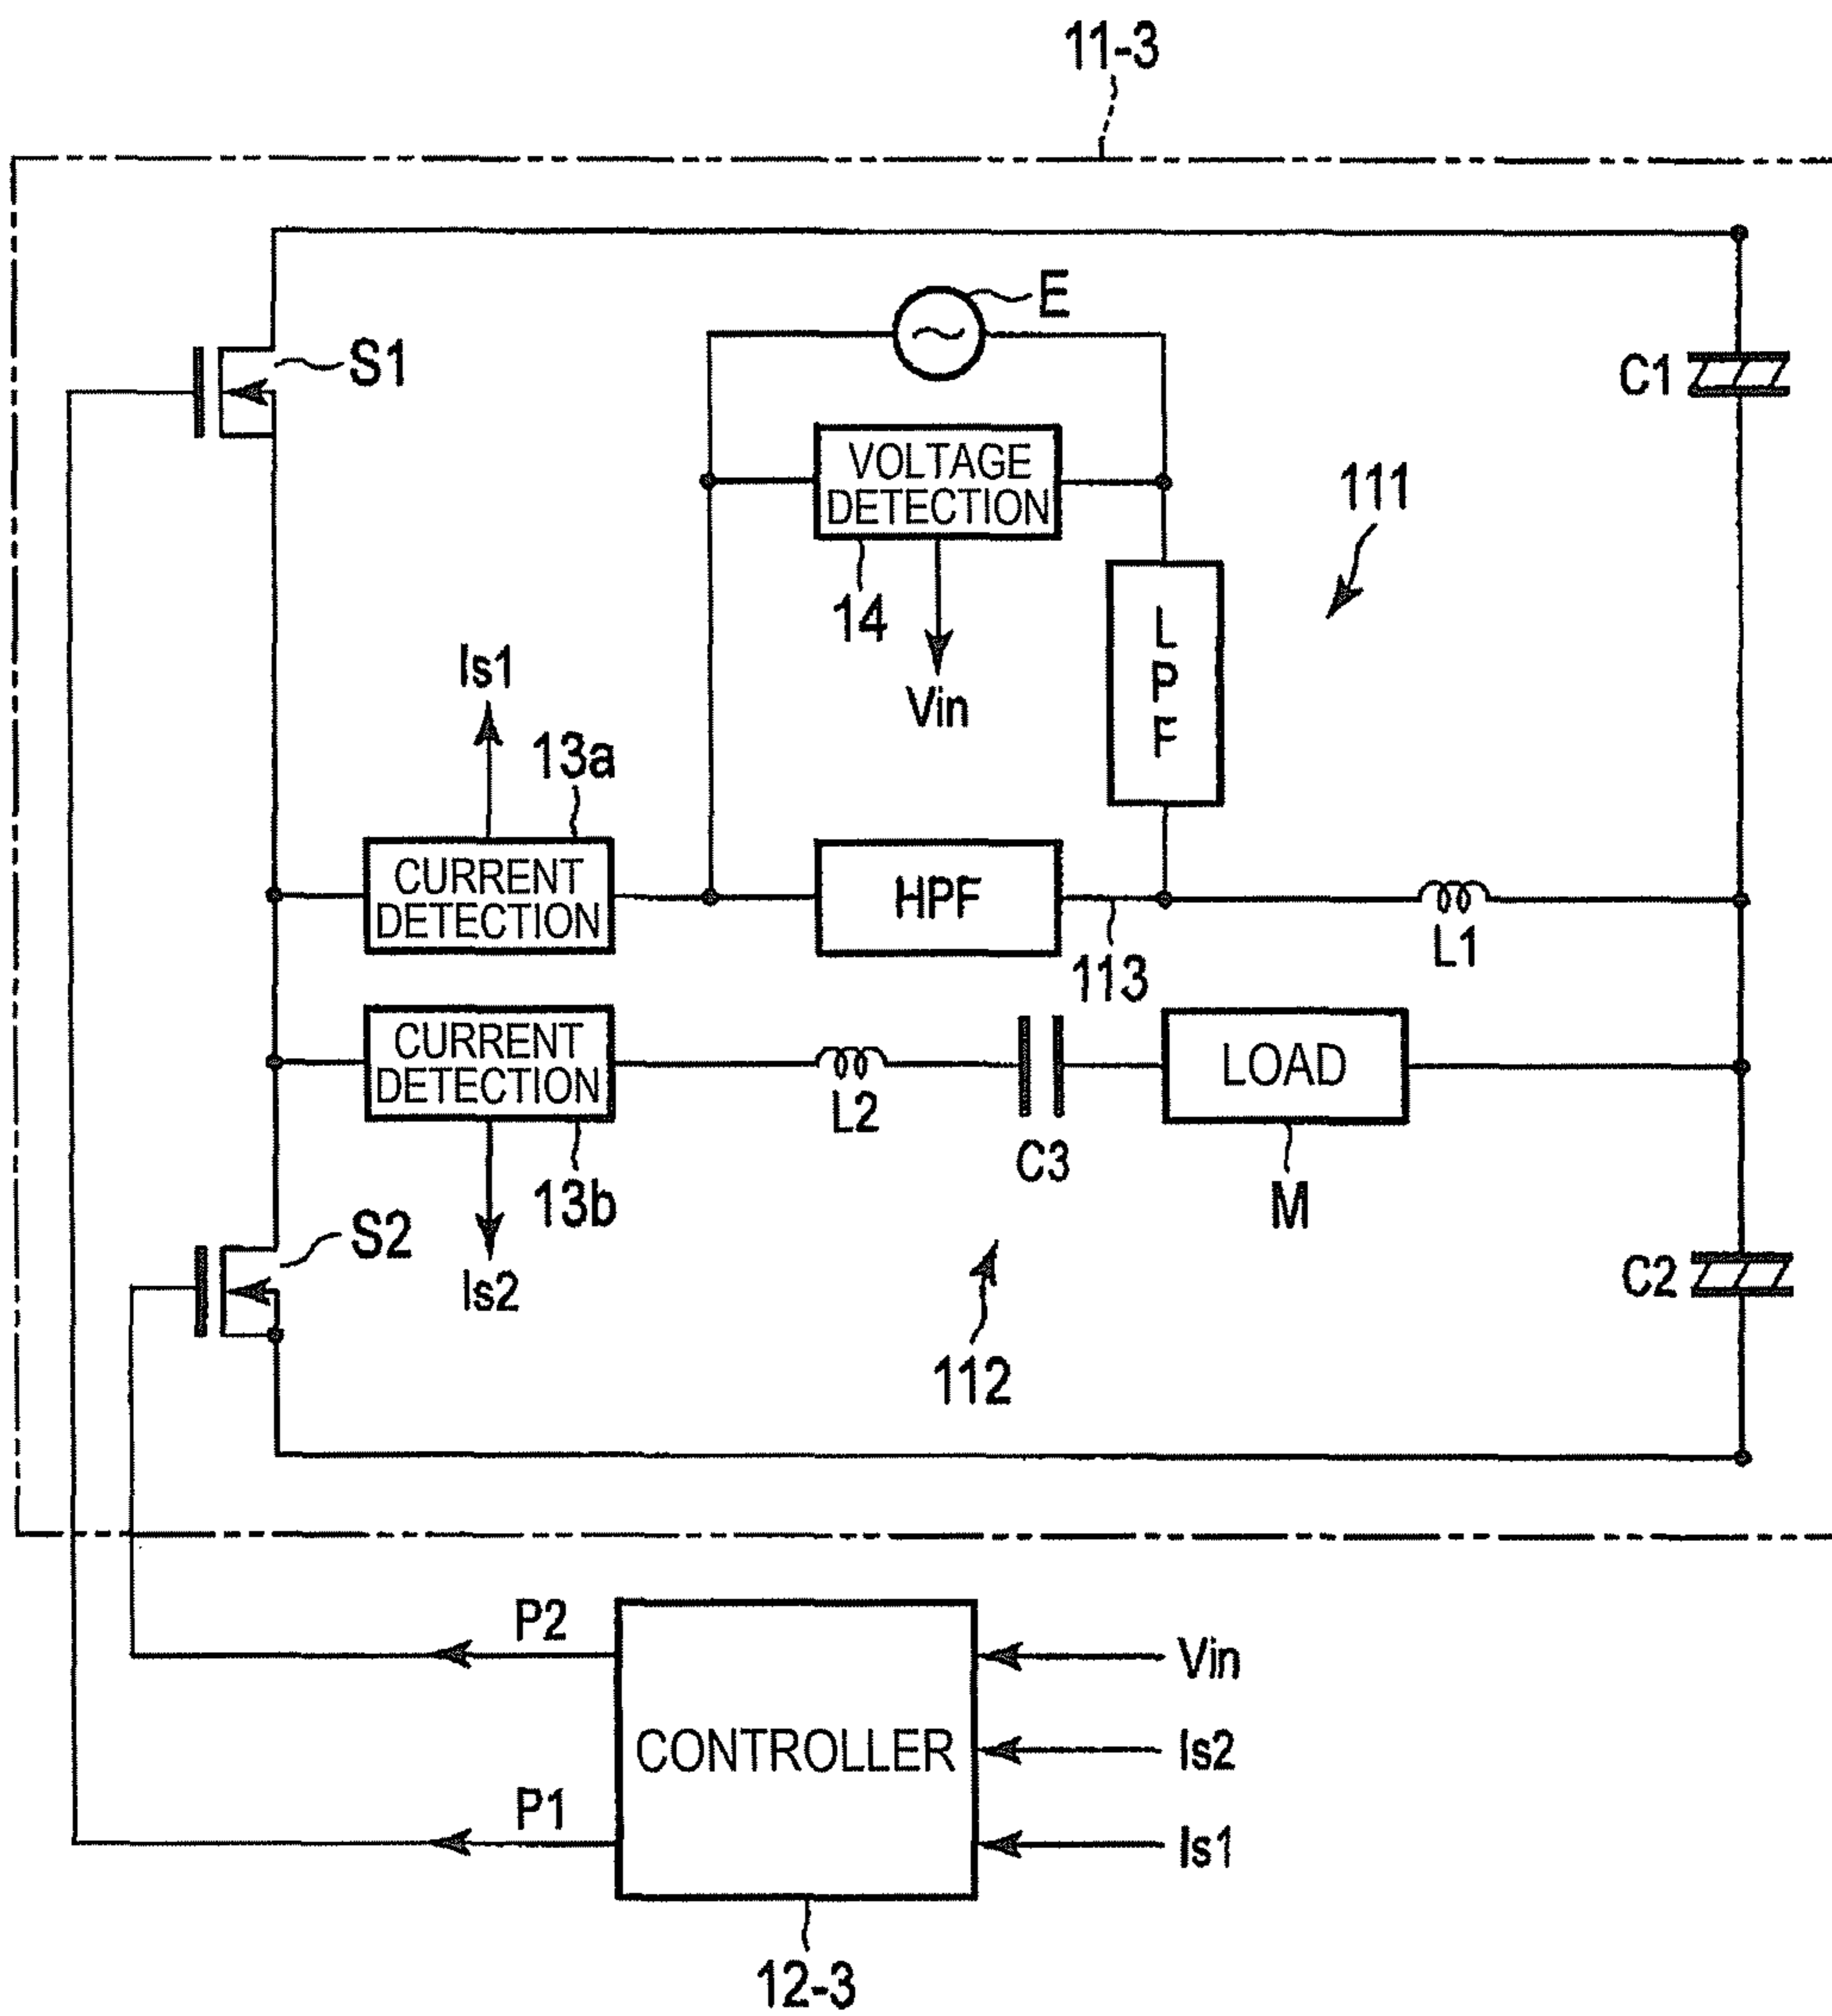 11-3
E
S1
C1
VOLTAGE
DETECTION
111
14
L
P
F
Is1
Vin
13a
CURRENT
DETECTION
HPF
113
L1
CURRENT
DETECTION
LOAD
L2
C3
13b
M
S2
Is2
C2
112
P2
Vin
CONTROLLER
Is2
P1
Is1
12-3